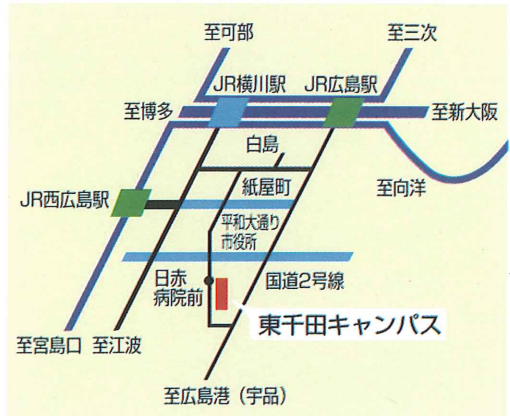 至可部
至三次
JR横川駅
JR広島駅
至博多
至新大阪
白島
至向洋
紙屋町
JR西広島駅
平和大通り
市役所
日赤
病院前
国道2号線
東千田キャンパス
至宮島口
至江波
至広島港（宇品）